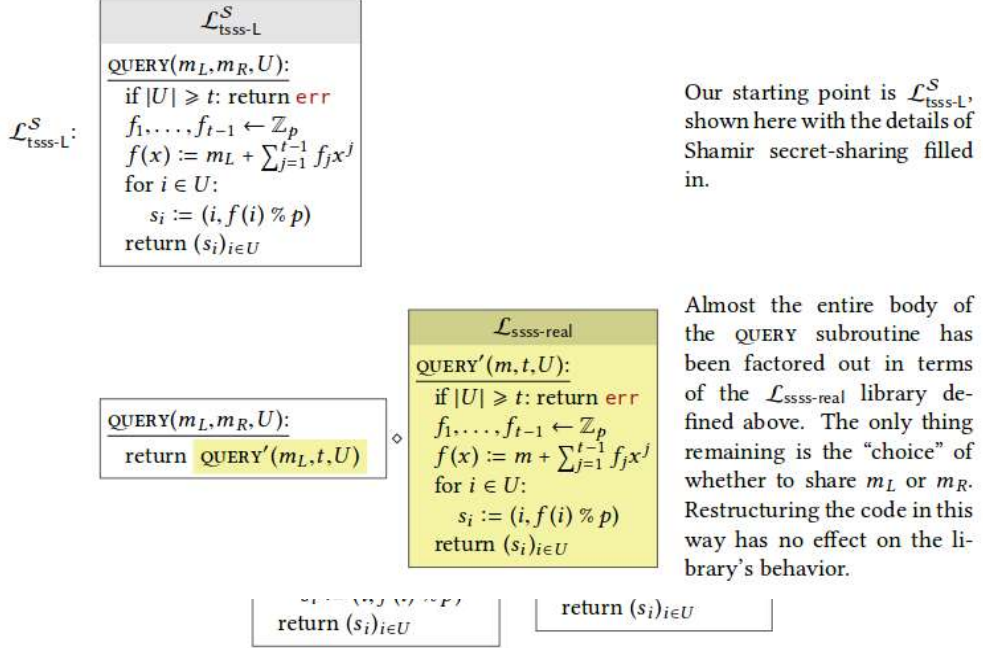 𝓛^𝒮_tsss-L
QUERY(m_L, m_R, U):
if |U| ⩾ t: return err
f_1, . . . , f_{t−1} ← ℤ_p
f(x) := m_L + ∑_{j=1}^{t−1} f_j x^j
for i ∈ U:
s_i := (i, f(i) % p)
return (s_i)_{i∈U}
𝓛^𝒮_tsss-L:
Our starting point is 𝓛^𝒮_tsss-L,
shown here with the details of
Shamir secret-sharing filled
in.
QUERY(m_L, m_R, U):
return QUERY′(m_L, t, U)
⋄
𝓛_ssss-real
QUERY′(m, t, U):
if |U| ⩾ t: return err
f_1, . . . , f_{t−1} ← ℤ_p
f(x) := m + ∑_{j=1}^{t−1} f_j x^j
for i ∈ U:
s_i := (i, f(i) % p)
return (s_i)_{i∈U}
Almost the entire body of
the QUERY subroutine has
been factored out in terms
of the 𝓛_ssss-real library de-
fined above. The only thing
remaining is the “choice” of
whether to share m_L or m_R.
Restructuring the code in this
way has no effect on the li-
brary’s behavior.
return (s_i)_{i∈U}
return (s_i)_{i∈U}